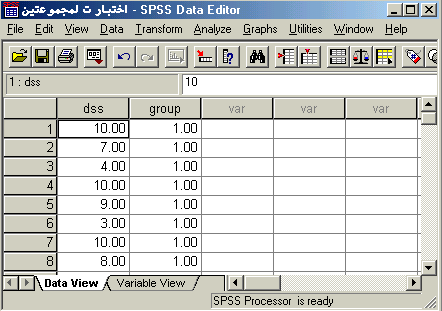 اختبار ت لمجموعتين - SPSS Data Editor
File Edit View Data Transform Analyze Graphs Utilities Window Help
1 : dss 10
dss group var var var
1 10.00 1.00
2 7.00 1.00
3 4.00 1.00
4 10.00 1.00
5 9.00 1.00
6 3.00 1.00
7 10.00 1.00
8 8.00 1.00
Data View Variable View
SPSS Processor is ready